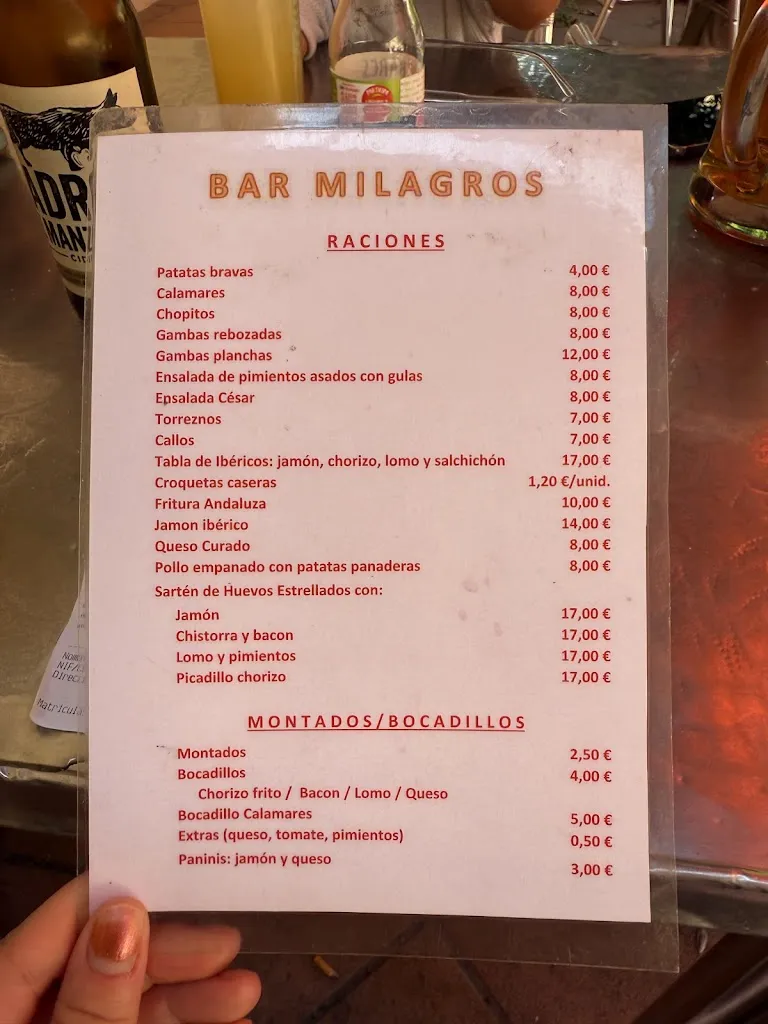 BAR MILAGROS
RACIONES
Patatas bravas 4,00 €
Calamares 8,00 €
Chopitos 8,00 €
Gambas rebozadas 8,00 €
Gambas planchas 12,00 €
Ensalada de pimientos asados con gulas 8,00 €
Ensalada César 8,00 €
Torreznos 7,00 €
Callos 7,00 €
Tabla de Ibéricos: jamón, chorizo, lomo y salchichón 17,00 €
Croquetas caseras 1,20 €/unid.
Fritura Andaluza 10,00 €
Jamon ibérico 14,00 €
Queso Curado 8,00 €
Pollo empanado con patatas panaderas 8,00 €
Sartén de Huevos Estrellados con:
Jamón 17,00 €
Chistorra y bacon 17,00 €
Lomo y pimientos 17,00 €
Picadillo chorizo 17,00 €
MONTADOS/BOCADILLOS
Montados 2,50 €
Bocadillos 4,00 €
Chorizo frito / Bacon / Lomo / Queso
Bocadillo Calamares 5,00 €
Extras (queso, tomate, pimientos) 0,50 €
Paninis: jamón y queso 3,00 €
ADR
MANZ
NIF/
Direc
Matricula